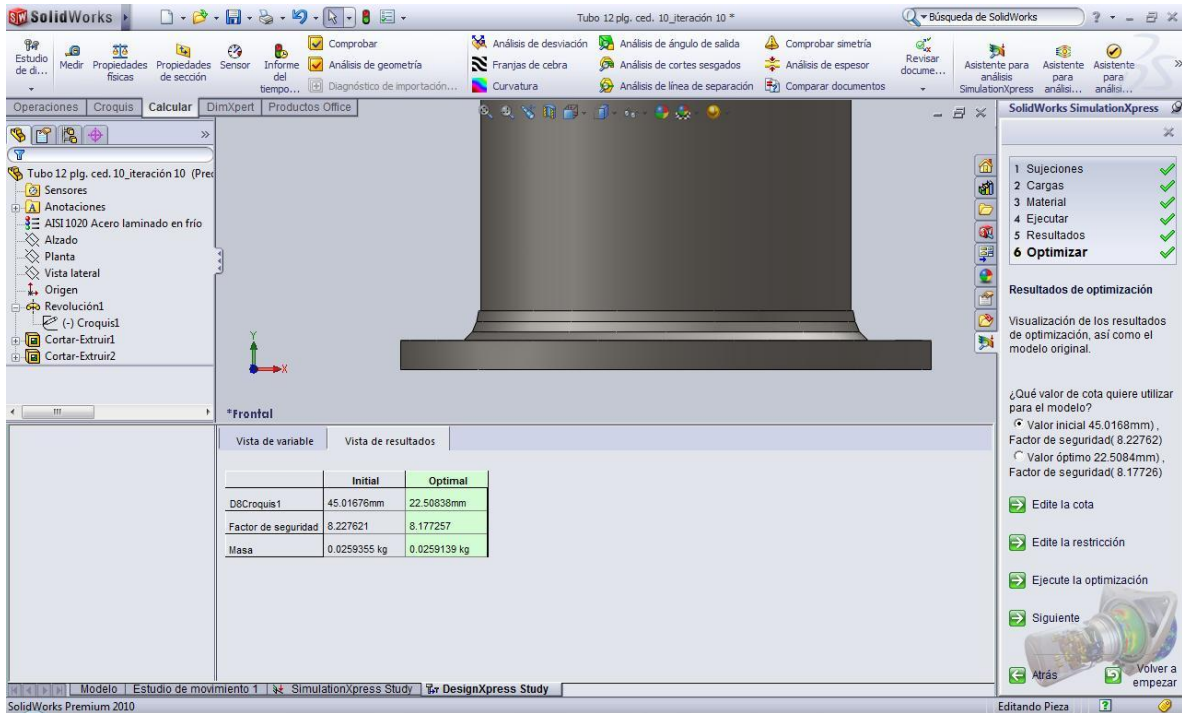 SolidWorks
Tubo 12 plg. ced. 10_iteración 10 *
Búsqueda de SolidWorks
Estudio
de di...
Medir
Propiedades
físicas
Propiedades
de sección
Sensor
Informe
del
tiempo...
Comprobar
Análisis de geometría
Diagnóstico de importación...
Análisis de desviación
Franjas de cebra
Curvatura
Análisis de ángulo de salida
Análisis de cortes sesgados
Análisis de línea de separación
Comprobar simetría
Análisis de espesor
Comparar documentos
Revisar
docume...
Asistente para
análisis
SimulationXpress
Asistente
para
análisi...
Asistente
para
análisi...
Operaciones Croquis Calcular DimXpert Productos Office
Tubo 12 plg. ced. 10_iteración 10 (Pred
Sensores
Anotaciones
AISI 1020 Acero laminado en frío
Alzado
Planta
Vista lateral
Origen
Revolución1
(-) Croquis1
Cortar-Extruir1
Cortar-Extruir2
Y
X
*Frontal
Vista de variable Vista de resultados
Initial Optimal
D8Croquis1 45.01676mm 22.50838mm
Factor de seguridad 8.227621 8.177257
Masa 0.0259355 kg 0.0259139 kg
SolidWorks SimulationXpress
1 Sujeciones
2 Cargas
3 Material
4 Ejecutar
5 Resultados
6 Optimizar
Resultados de optimización
Visualización de los resultados
de optimización, así como el
modelo original.
¿Qué valor de cota quiere utilizar
para el modelo?
Valor inicial 45.0168mm) ,
Factor de seguridad( 8.22762)
Valor óptimo 22.5084mm) ,
Factor de seguridad( 8.17726)
Edite la cota
Edite la restricción
Ejecute la optimización
Siguiente
Atrás
Volver a
empezar
Modelo Estudio de movimiento 1 SimulationXpress Study DesignXpress Study
SolidWorks Premium 2010
Editando Pieza